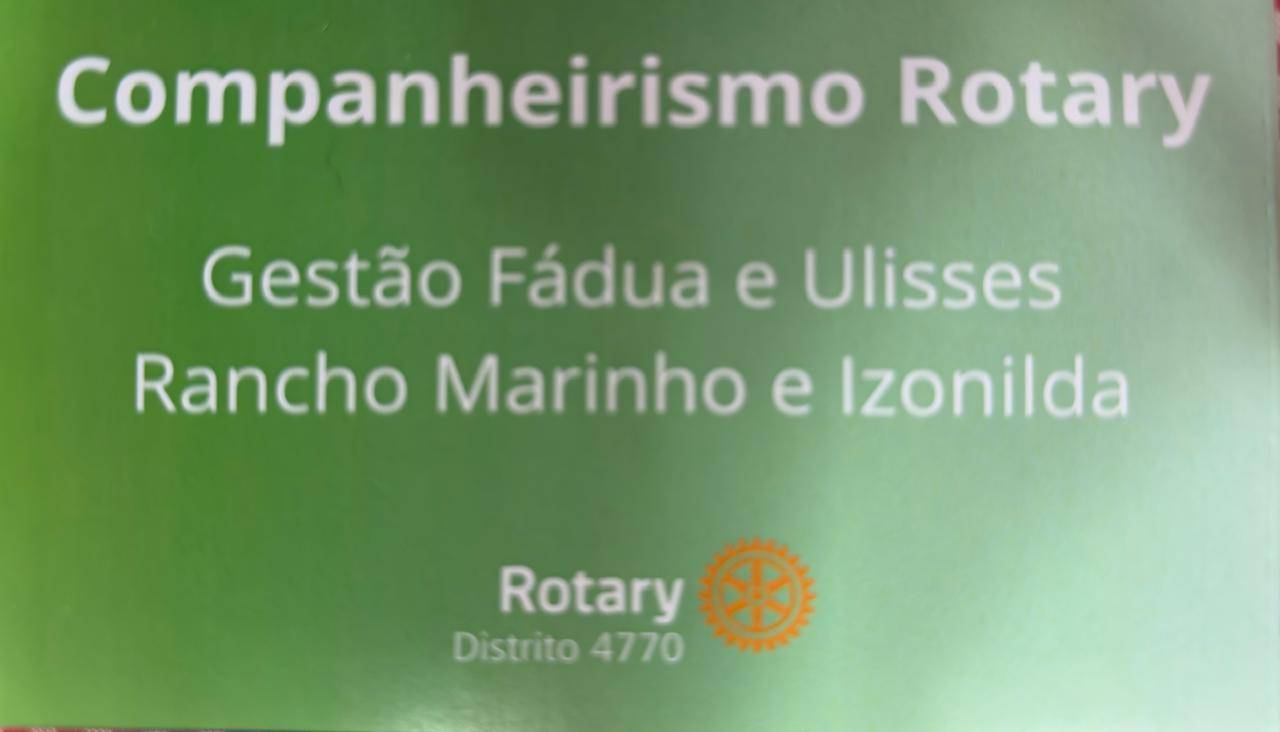 Companheirismo Rotary
Gestão Fádua e Ulisses
Rancho Marinho e Izonilda
Rotary
Distrito 4770